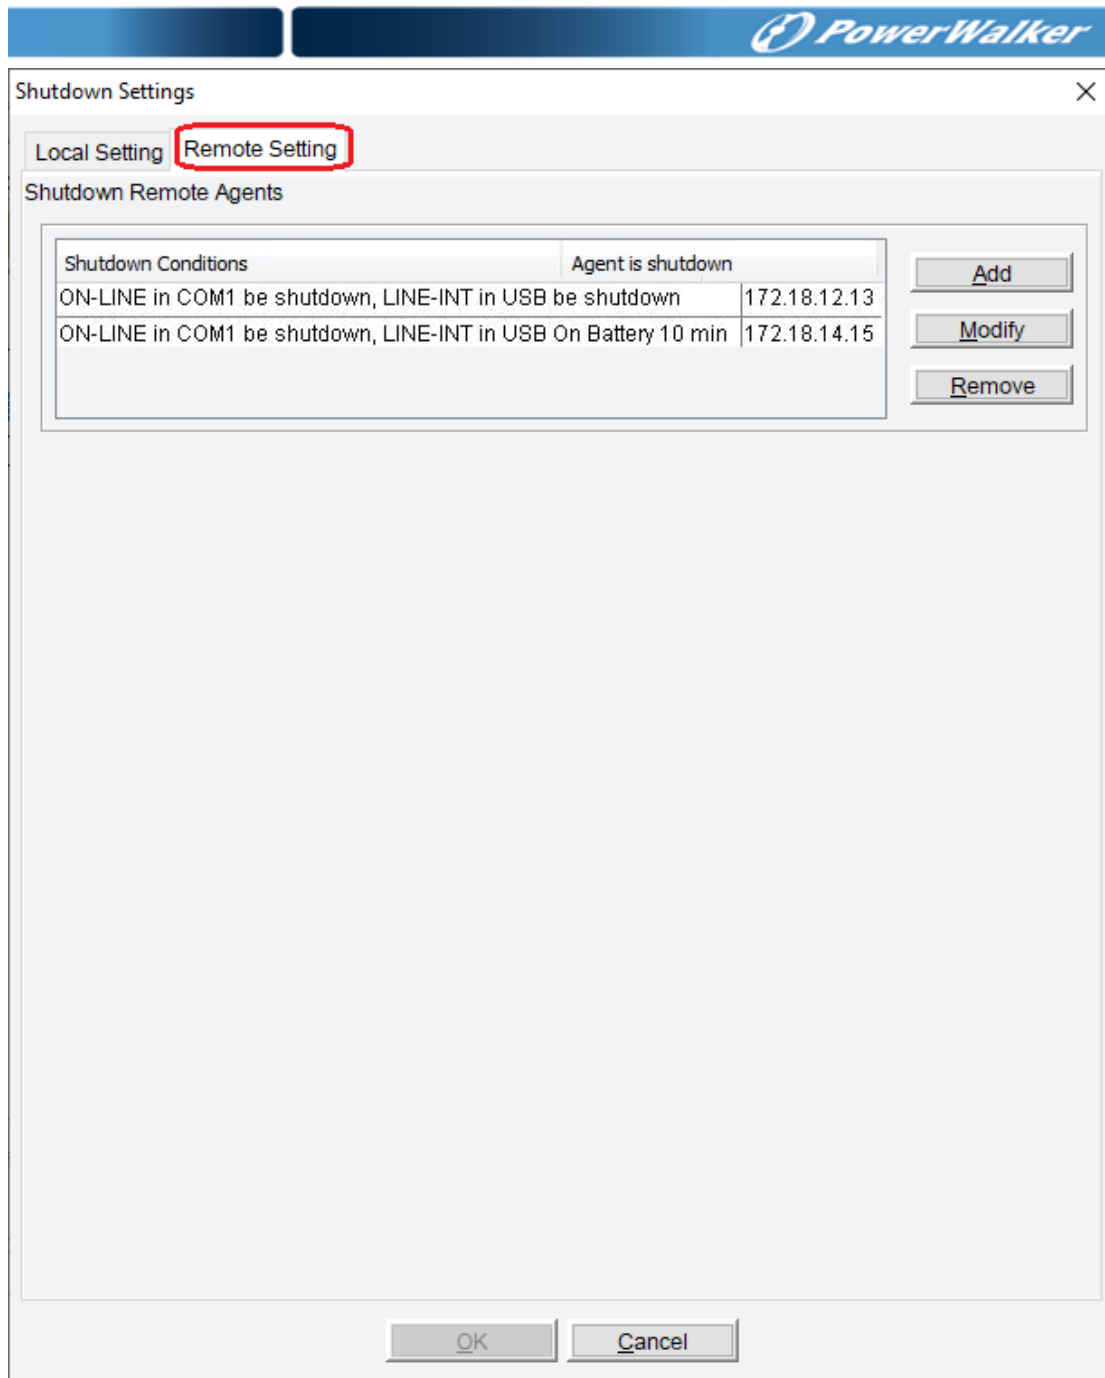 PowerWalker
Shutdown Settings
Local Setting Remote Setting
Shutdown Remote Agents
Shutdown Conditions Agent is shutdown
ON-LINE in COM1 be shutdown, LINE-INT in USB be shutdown 172.18.12.13
ON-LINE in COM1 be shutdown, LINE-INT in USB On Battery 10 min 172.18.14.15
Add
Modify
Remove
OK Cancel